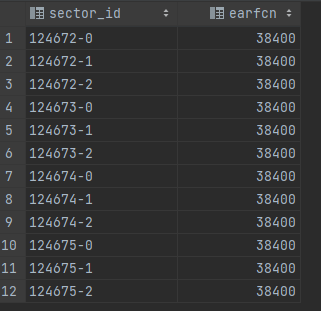 sector_id earfcn
1 124672-0 38400
2 124672-1 38400
3 124672-2 38400
4 124673-0 38400
5 124673-1 38400
6 124673-2 38400
7 124674-0 38400
8 124674-1 38400
9 124674-2 38400
10 124675-0 38400
11 124675-1 38400
12 124675-2 38400